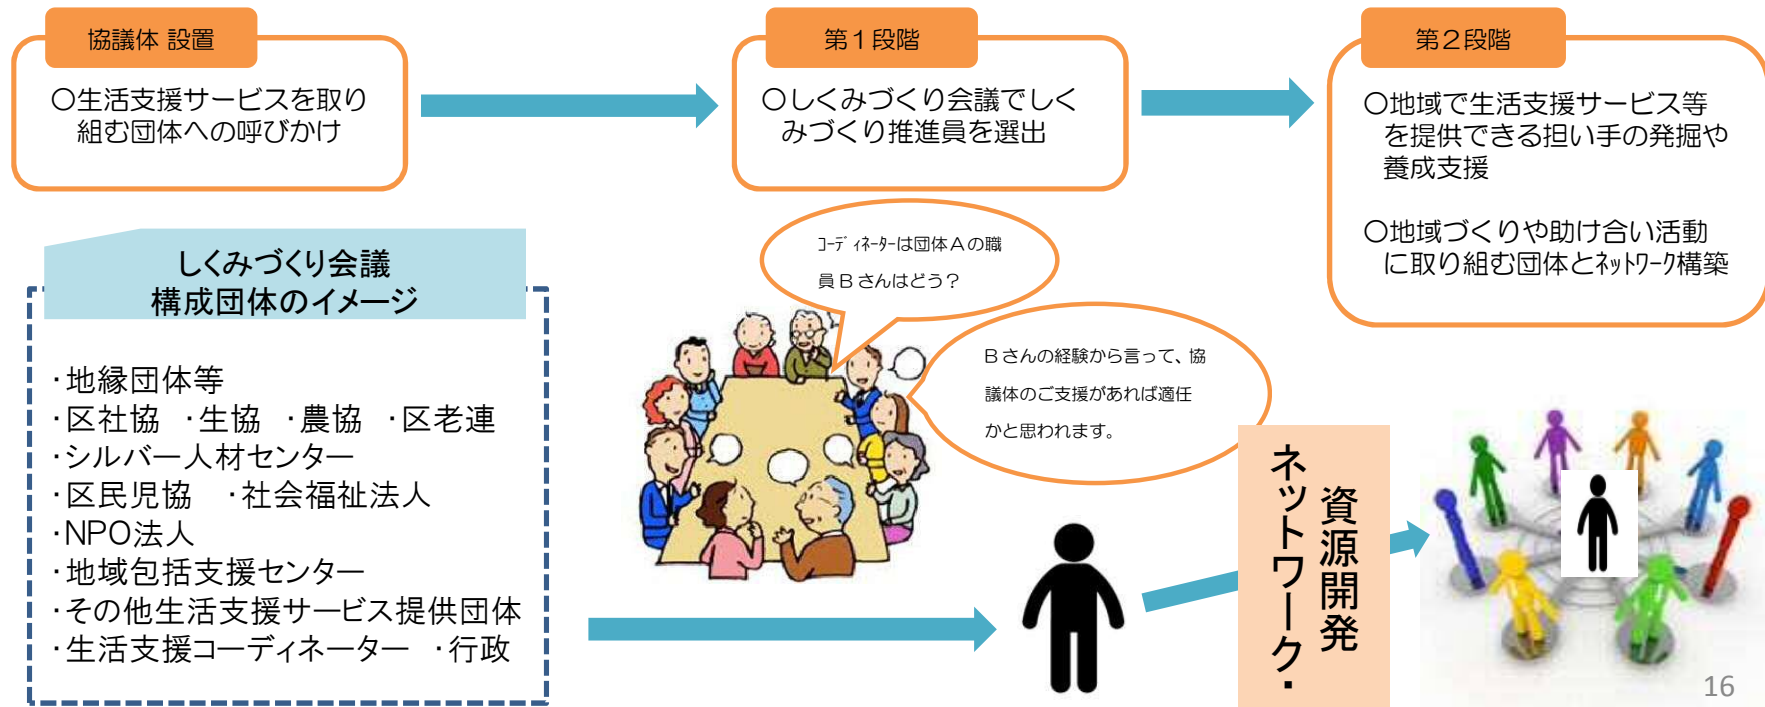 協議体 設置
〇生活支援サービスを取り
組む団体への呼びかけ
第１段階
〇しくみづくり会議でしく
みづくり推進員を選出
第２段階
〇地域で生活支援サービス等
を提供できる担い手の発掘や
養成支援
〇地域づくりや助け合い活動
に取り組む団体とﾈｯﾄﾜｰｸ構築
しくみづくり会議
構成団体のイメージ
・地縁団体等
・区社協　・生協　・農協　・区老連
・シルバー人材センター
・区民児協　・社会福祉法人
・NPO法人
・地域包括支援センター
・その他生活支援サービス提供団体
・生活支援コーディネーター　・行政
ｺｰﾃﾞｨﾈｰﾀｰは団体Ａの職
員Ｂさんはどう？
Ｂさんの経験から言って、協
議体のご支援があれば適任
かと思われます。
ネットワーク・
資源開発
16